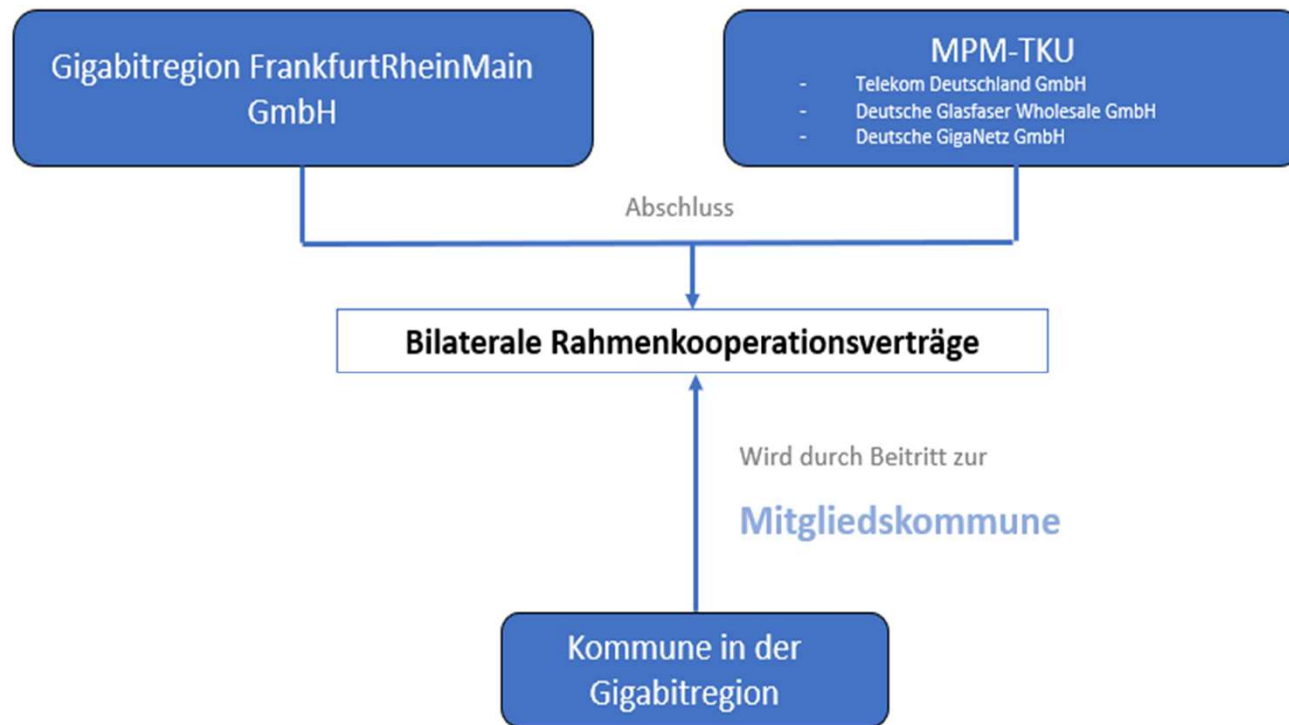 Gigabitregion FrankfurtRheinMain
GmbH
MPM-TKU
- Telekom Deutschland GmbH
- Deutsche Glasfaser Wholesale GmbH
- Deutsche GigaNetz GmbH
Abschluss
Bilaterale Rahmenkooperationsverträge
Wird durch Beitritt zur
Mitgliedskommune
Kommune in der
Gigabitregion